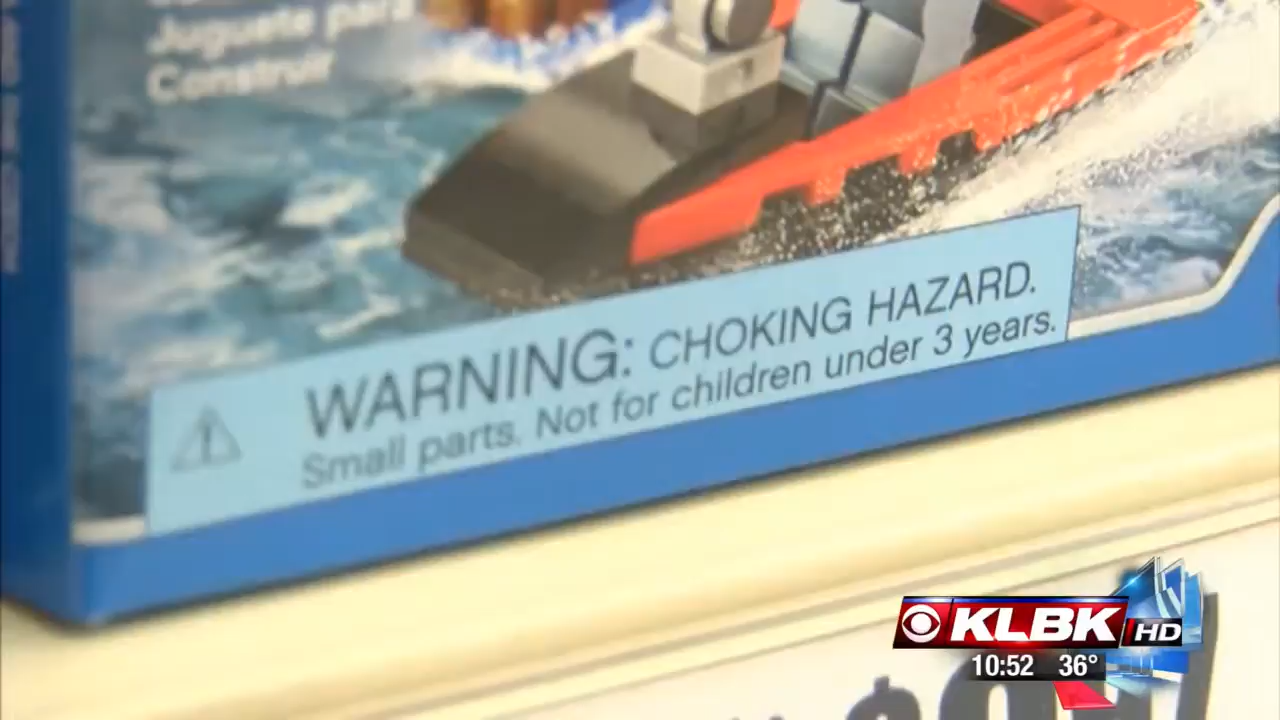 Juguete para
Construir
WARNING: CHOKING HAZARD.
Small parts. Not for children under 3 years.
KLBK HD
10:52 36°